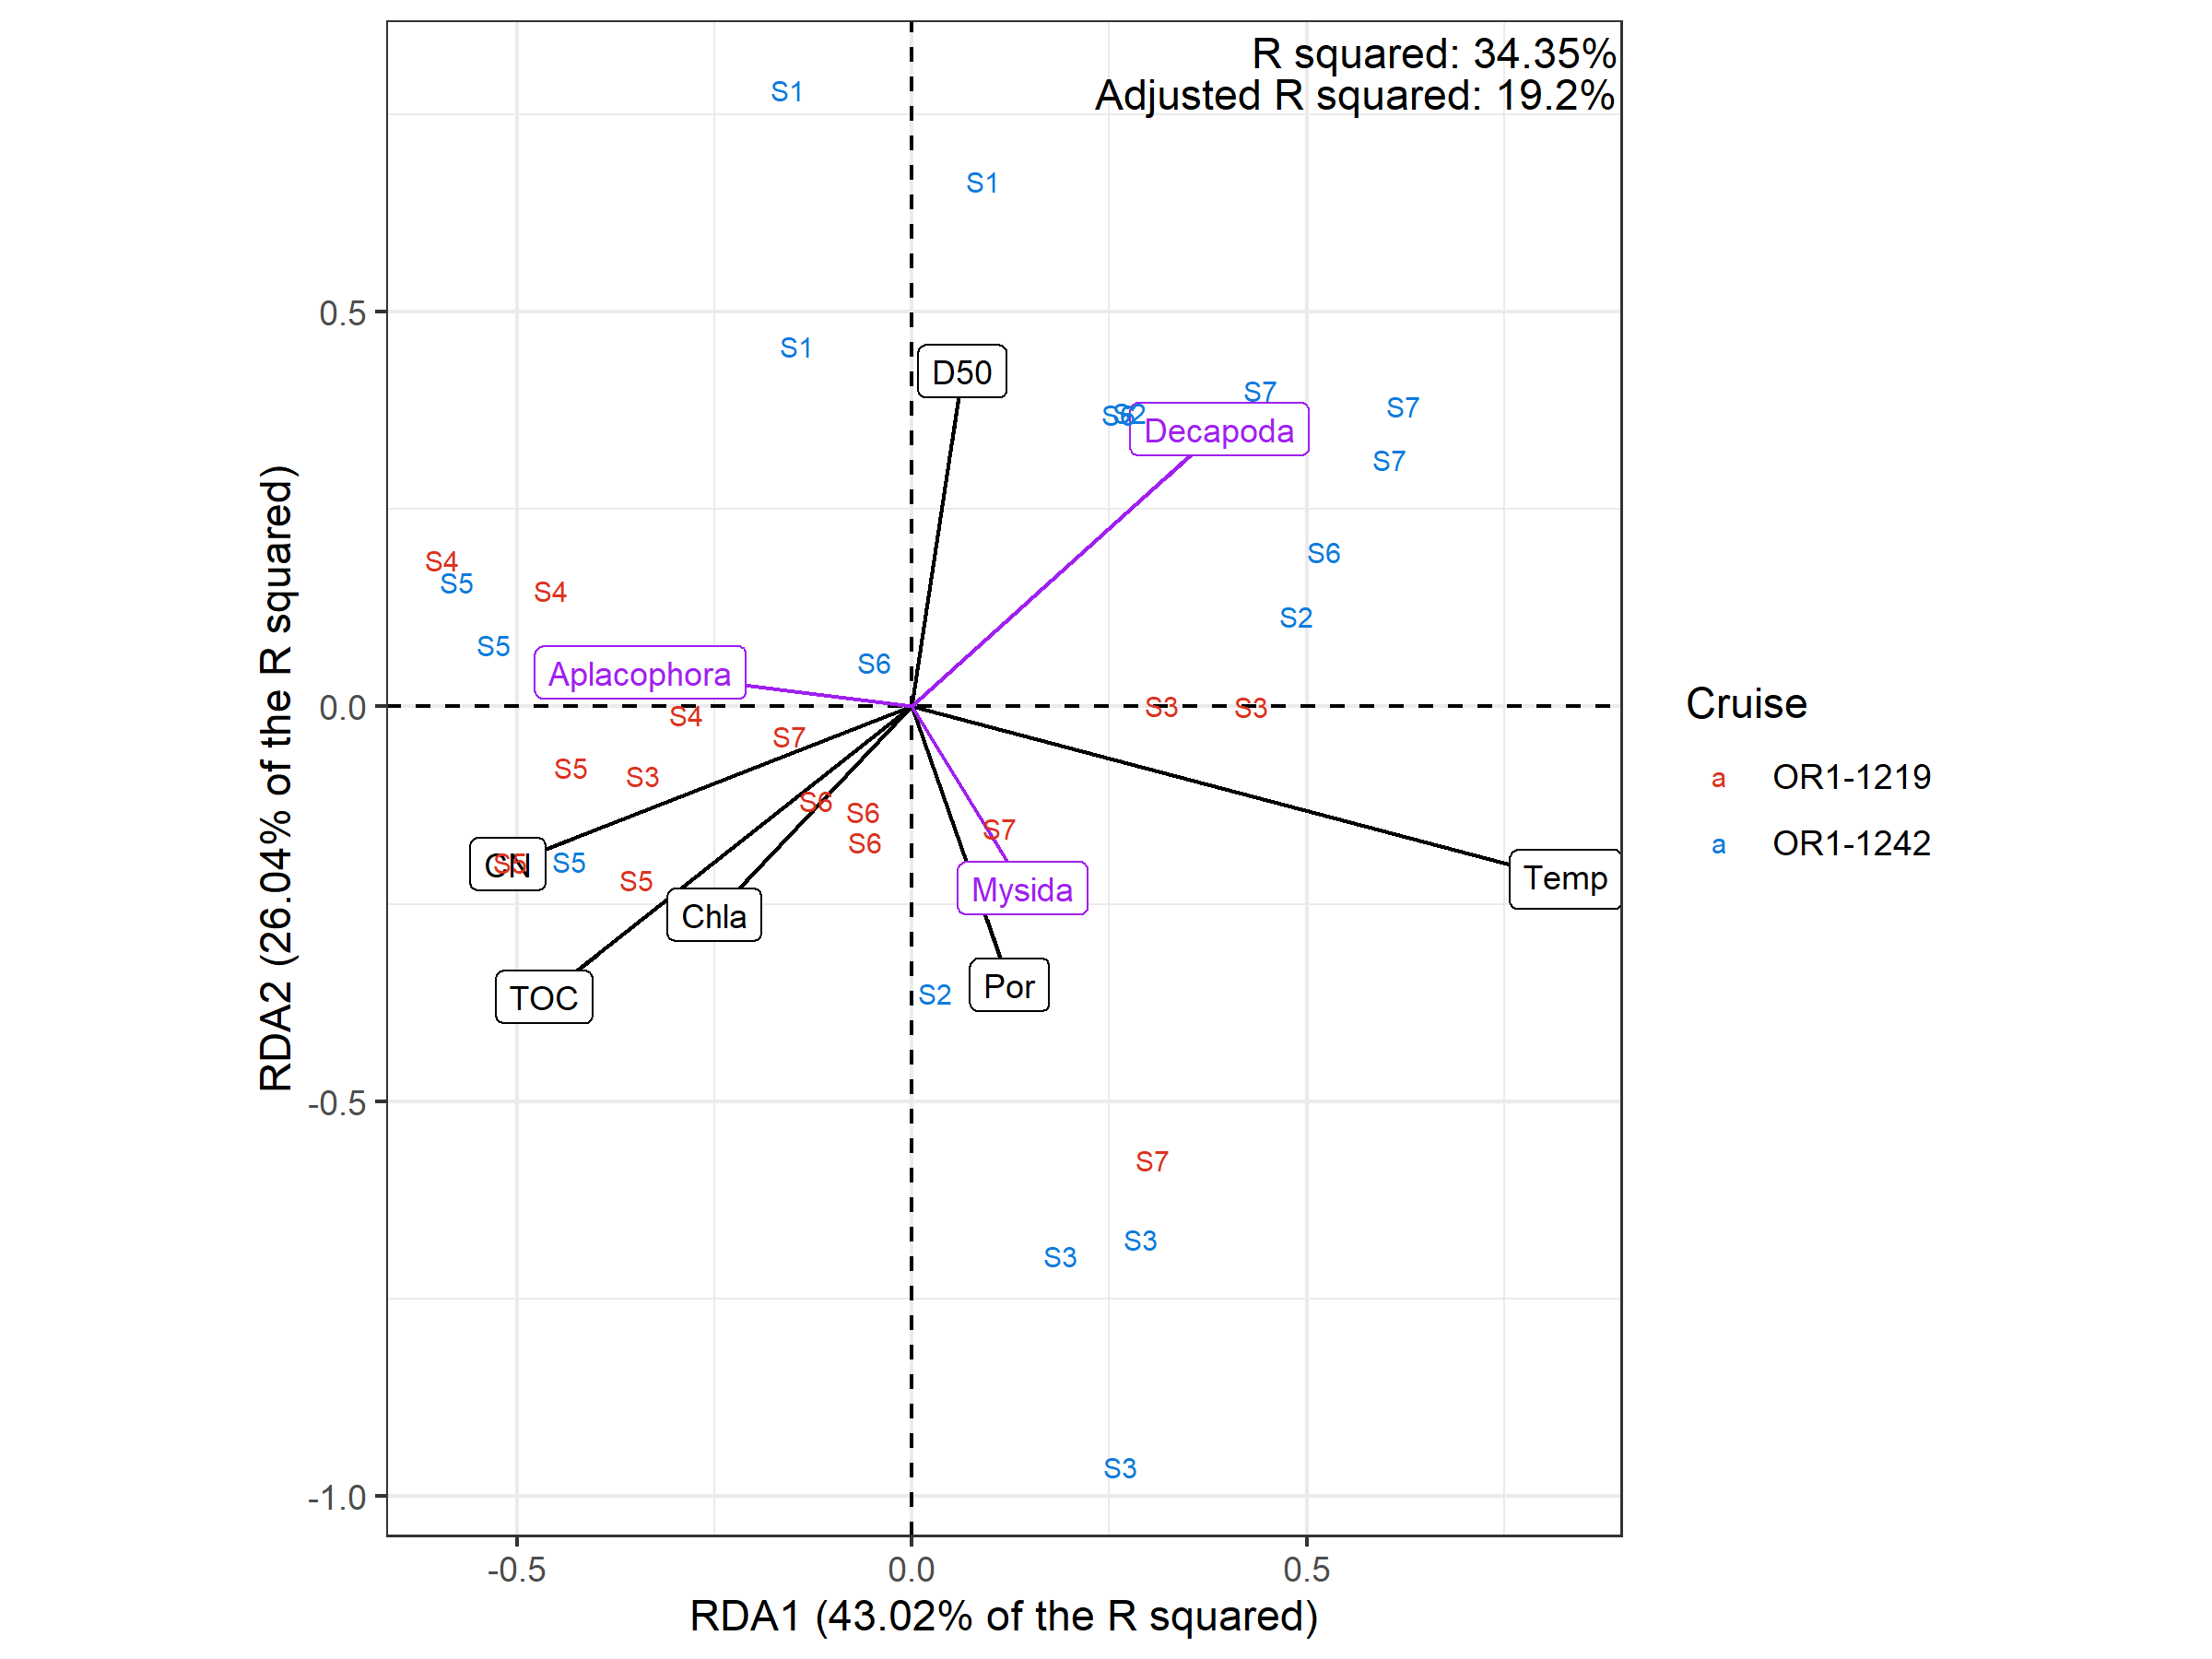 R squared: 34.35%
Adjusted R squared: 19.2%
S1
S1
S1
D50
S7
S7
S6
S2
Decapoda
S7
S4
S5
S4
S6
S2
S5
S6
Aplacophora
S3
S3
S4
S7
S5
S3
S6
S6
S7
S6
CN
S5
S5
S5
Temp
Mysida
Chla
TOC
S2
Por
S7
S3
S3
S3
0.5
0.0
-0.5
-1.0
-0.5
0.0
0.5
RDA1 (43.02% of the R squared)
RDA2 (26.04% of the R squared)
Cruise
a OR1-1219
a OR1-1242